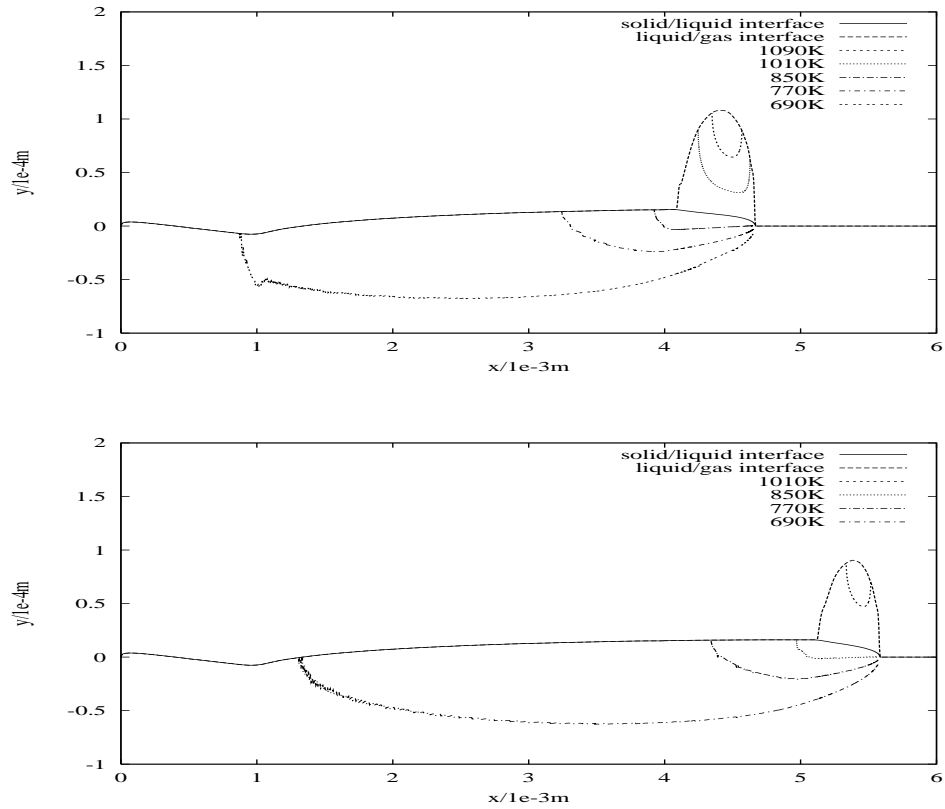 2
1.5
1
0.5
0
-0.5
-1
y/1e-4m
0 1 2 3 4 5 6
x/1e-3m
solid/liquid interface
liquid/gas interface
1090K
1010K
850K
770K
690K
2
1.5
1
0.5
0
-0.5
-1
y/1e-4m
0 1 2 3 4 5 6
x/1e-3m
solid/liquid interface
liquid/gas interface
1010K
850K
770K
690K